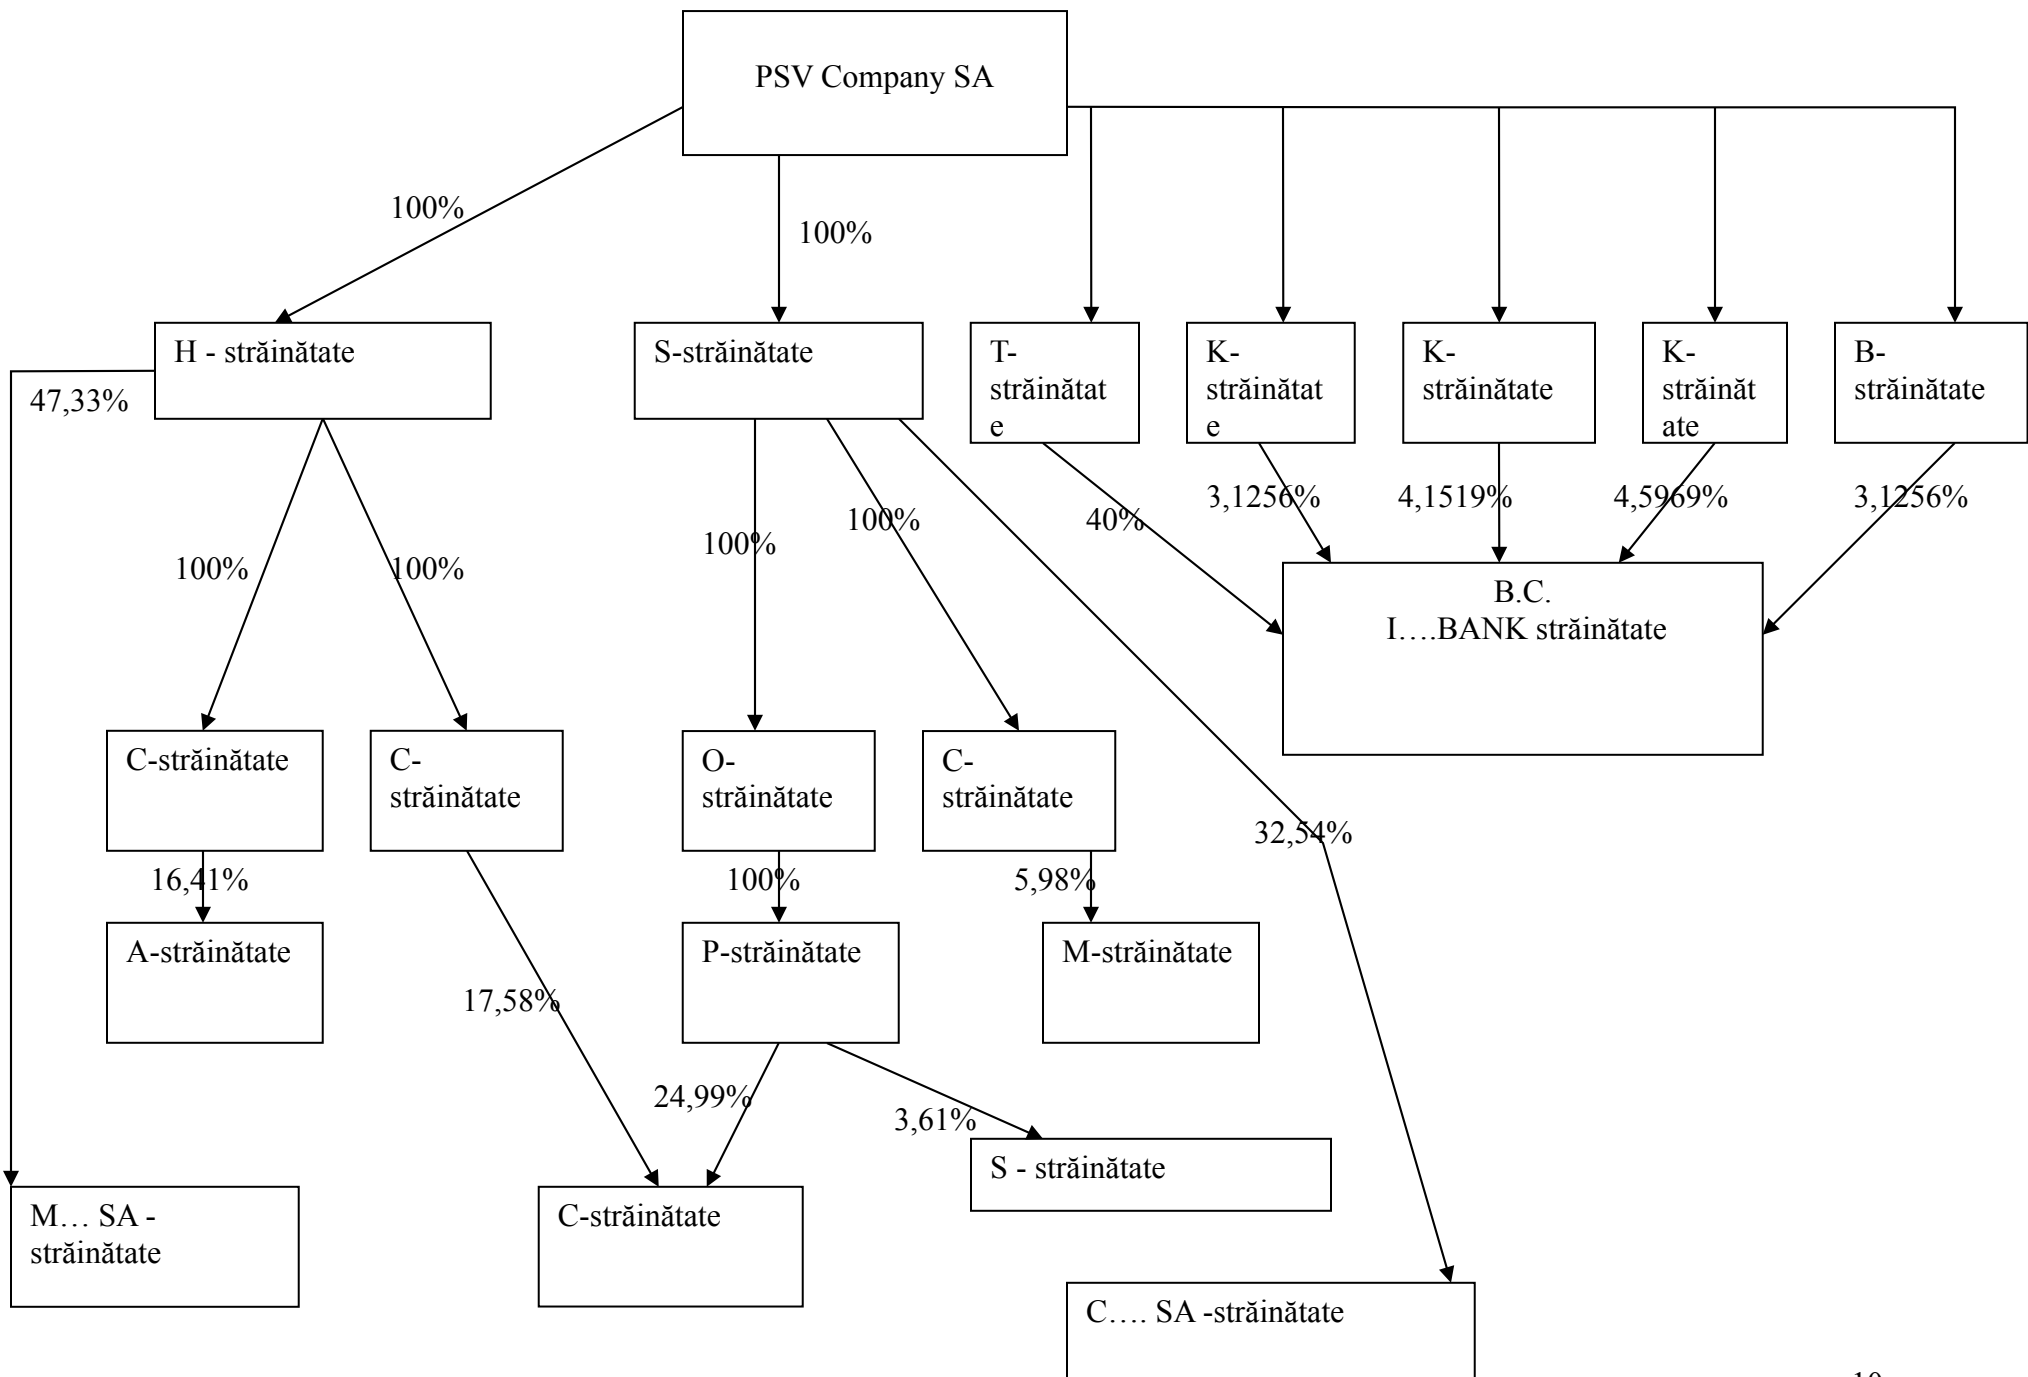 PSV Company SA
100%
100%
H - străinătate
S-străinătate
T-
străinătat
e
K-
străinătat
e
K-
străinătate
K-
străinăt
ate
B-
străinătate
47,33%
3,1256%
4,1519%
4,5969%
3,1256%
40%
100%
100%
100%
100%
B.C.
I….BANK străinătate
C-străinătate
C-
străinătate
O-
străinătate
C-
străinătate
32,54%
16,41%
100%
5,98%
A-străinătate
P-străinătate
M-străinătate
17,58%
24,99%
3,61%
S - străinătate
M… SA -
străinătate
C-străinătate
C…. SA -străinătate
10